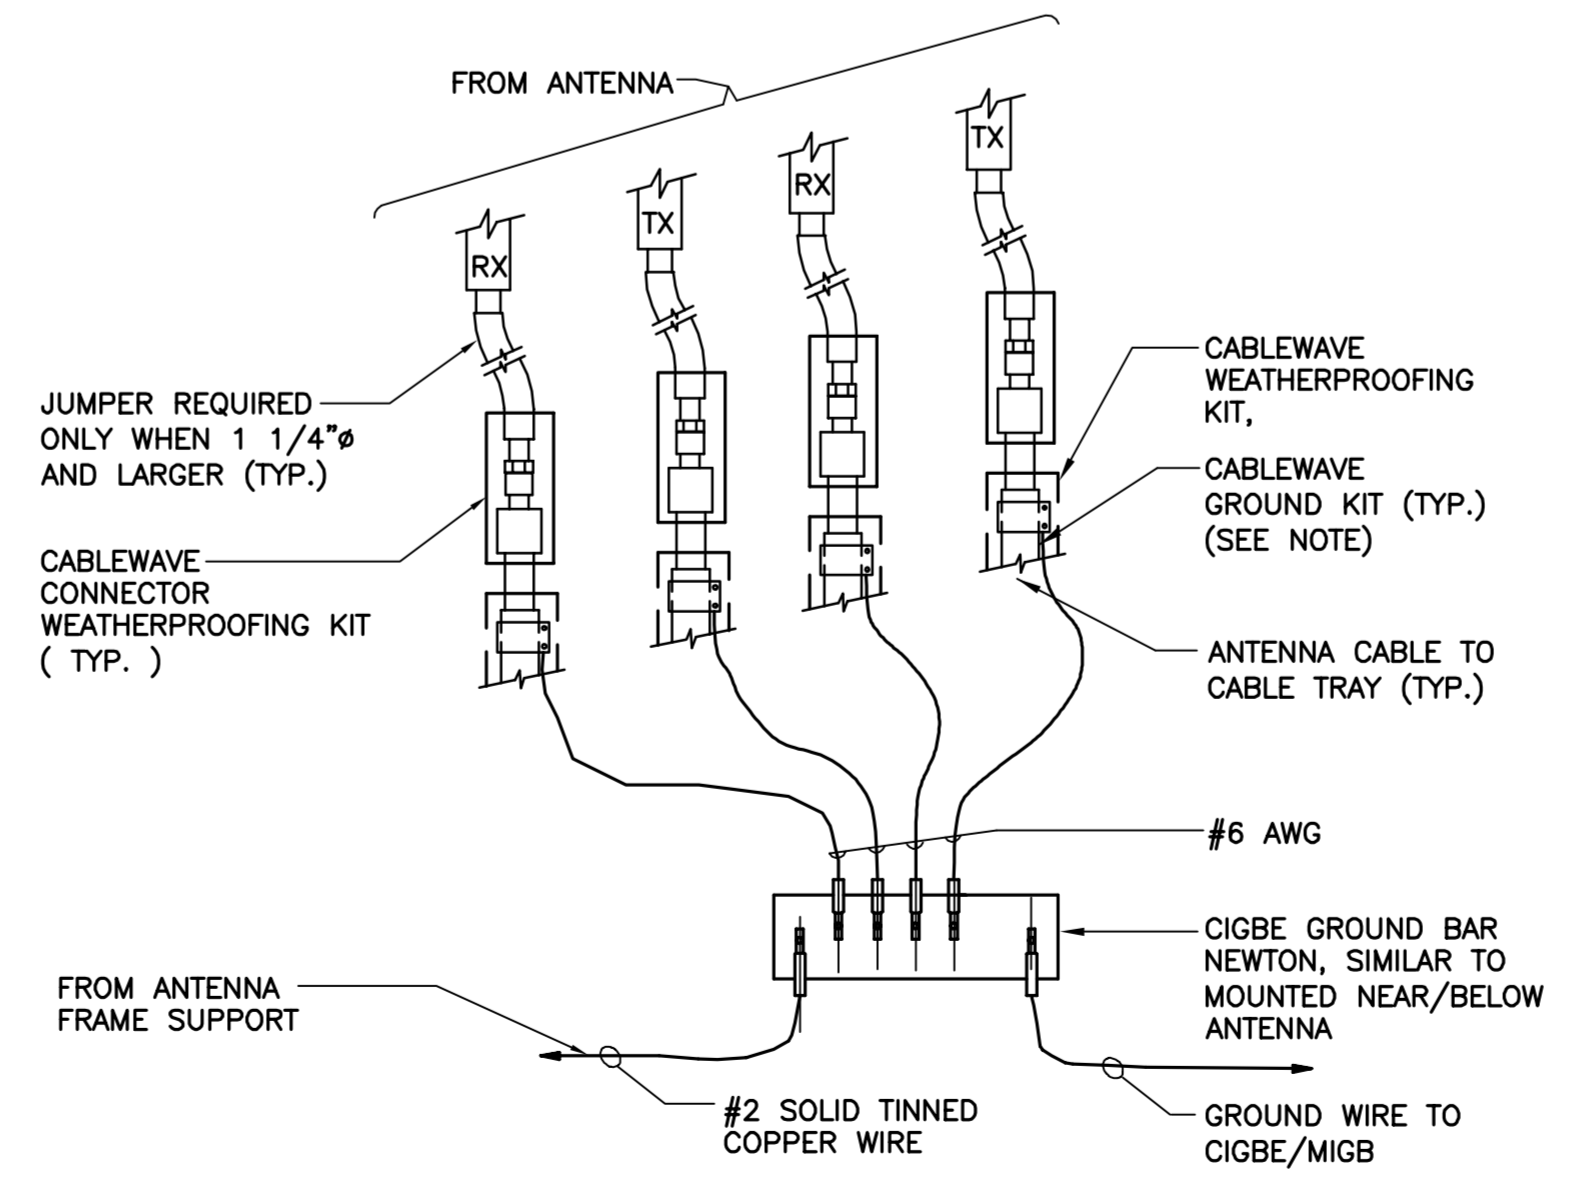 FROM ANTENNA
TX
RX
TX
RX
JUMPER REQUIRED
ONLY WHEN 1 1/4"ø
AND LARGER (TYP.)
CABLEWAVE
CONNECTOR
WEATHERPROOFING KIT
( TYP. )
CABLEWAVE
WEATHERPROOFING
KIT,
CABLEWAVE
GROUND KIT (TYP.)
(SEE NOTE)
ANTENNA CABLE TO
CABLE TRAY (TYP.)
#6 AWG
CIGBE GROUND BAR
NEWTON, SIMILAR TO
MOUNTED NEAR/BELOW
ANTENNA
FROM ANTENNA
FRAME SUPPORT
#2 SOLID TINNED
COPPER WIRE
GROUND WIRE TO
CIGBE/MIGB